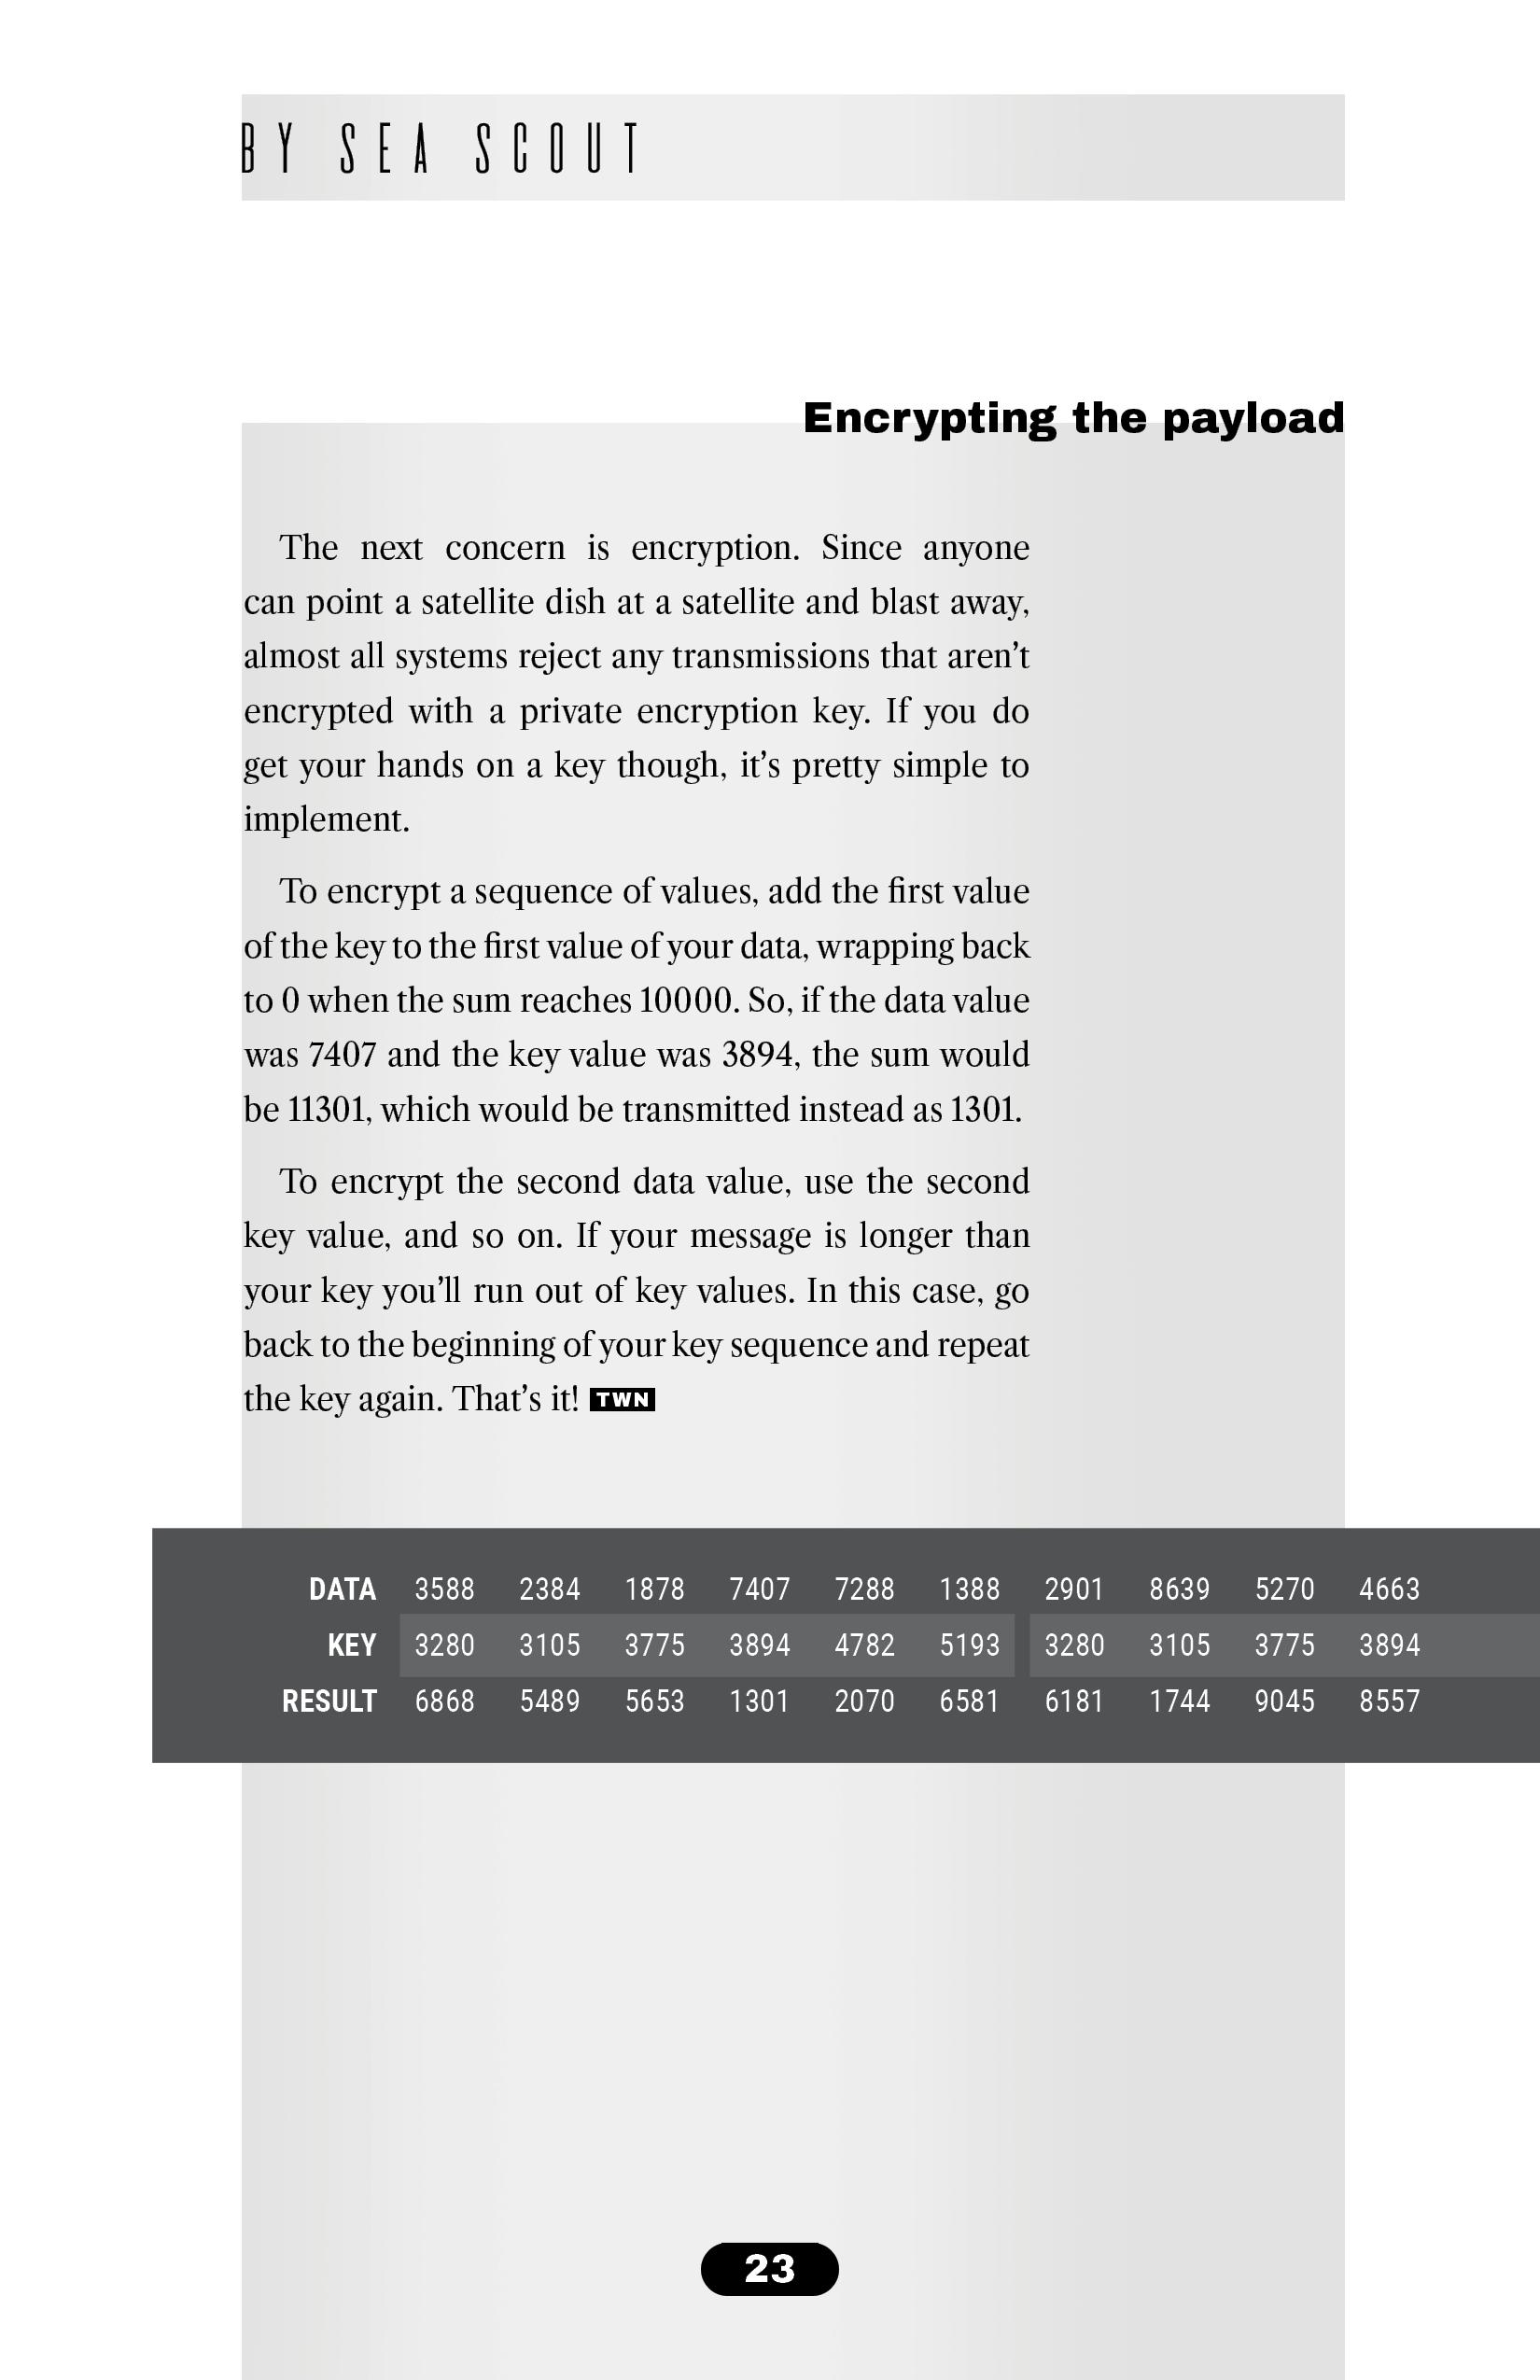 BY SEA SCOUT
Encrypting the payload
The next concern is encryption. Since anyone
can point a satellite dish at a satellite and blast away,
almost all systems reject any transmissions that aren’t
encrypted with a private encryption key. If you do
get your hands on a key though, it’s pretty simple to
implement.
To encrypt a sequence of values, add the first value
of the key to the first value of your data, wrapping back
to 0 when the sum reaches 10000. So, if the data value
was 7407 and the key value was 3894, the sum would
be 11301, which would be transmitted instead as 1301.
To encrypt the second data value, use the second
key value, and so on. If your message is longer than
your key you’ll run out of key values. In this case, go
back to the beginning of your key sequence and repeat
the key again. That’s it! TWN
DATA 3588 2384 1878 7407 7288 1388 2901 8639 5270 4663
KEY 3280 3105 3775 3894 4782 5193 3280 3105 3775 3894
RESULT 6868 5489 5653 1301 2070 6581 6181 1744 9045 8557
23